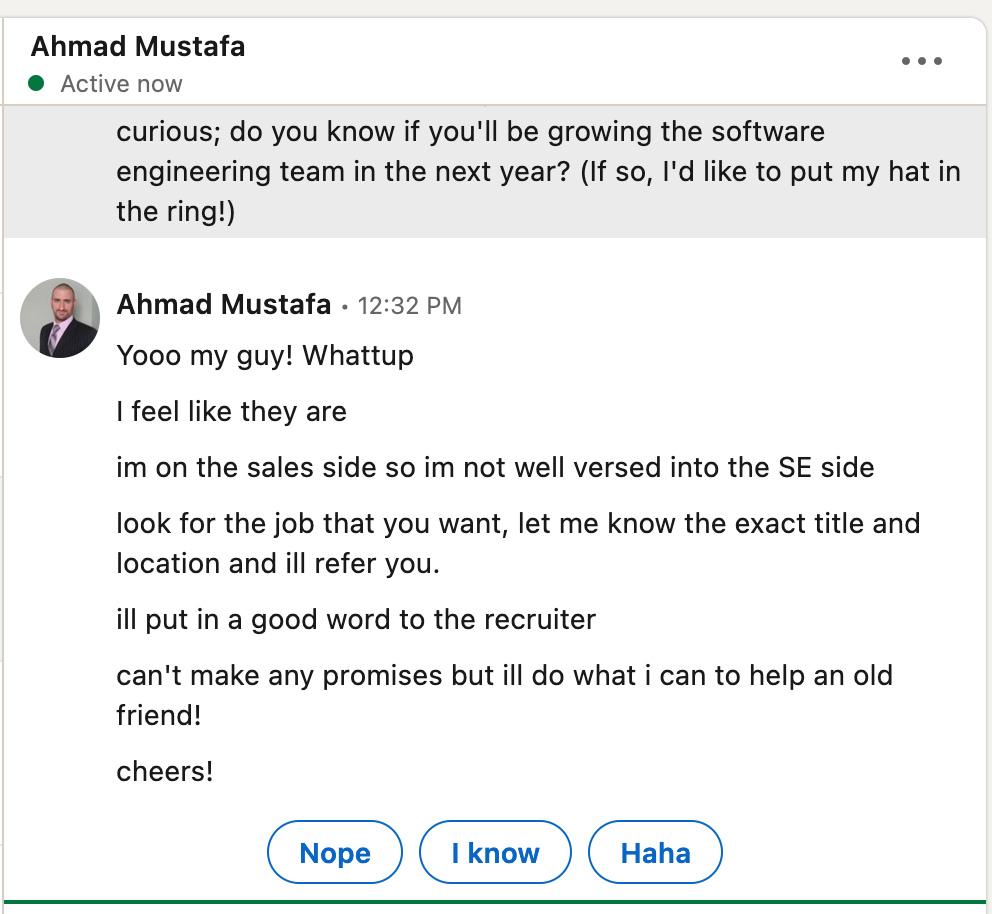 Ahmad Mustafa
Active now
curious; do you know if you'll be growing the software
engineering team in the next year? (If so, I'd like to put my hat in
the ring!)
Ahmad Mustafa • 12:32 PM
Yooo my guy! Whattup
I feel like they are
im on the sales side so im not well versed into the SE side
look for the job that you want, let me know the exact title and
location and ill refer you.
ill put in a good word to the recruiter
can't make any promises but ill do what i can to help an old
friend!
cheers!
Nope
I know
Haha